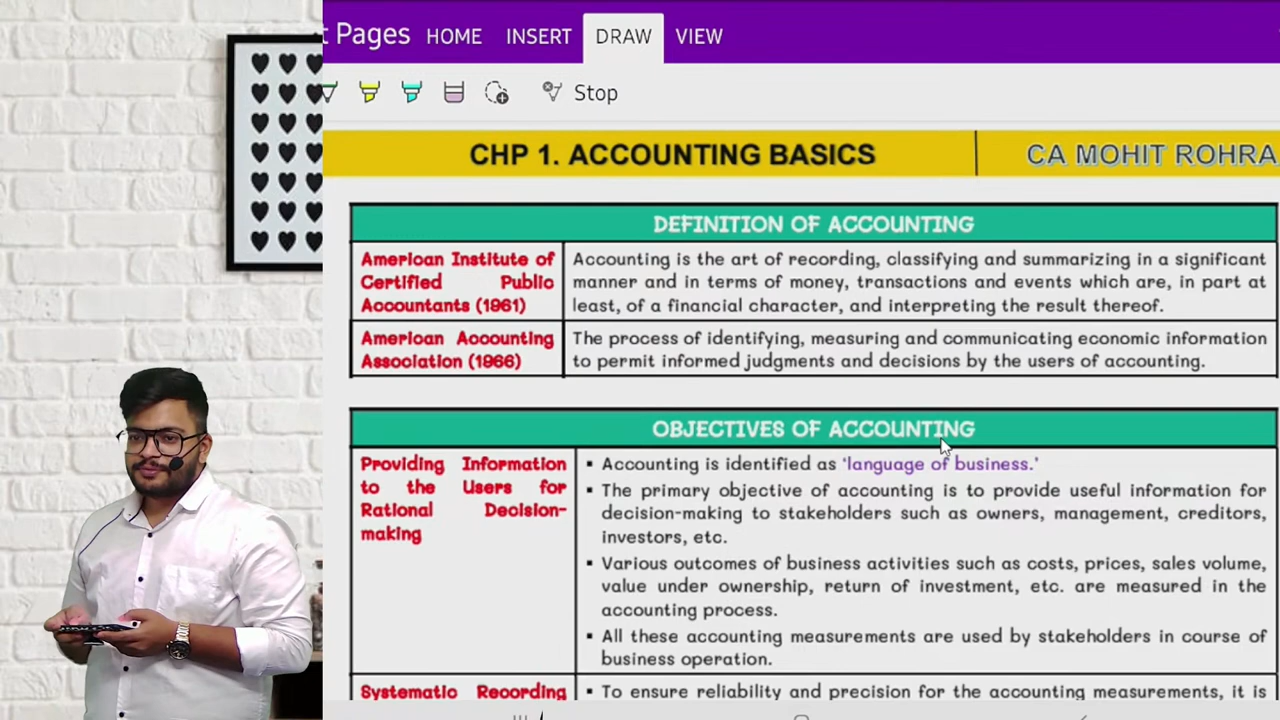 t Pages HOME INSERT DRAW VIEW
Stop
CHP 1. ACCOUNTING BASICS
CA MOHIT ROHRA
DEFINITION OF ACCOUNTING
American Institute of
Certified Public
Accountants (1961)
Accounting is the art of recording, classifying and summarizing in a significant
manner and in terms of money, transactions and events which are, in part at
least, of a financial character, and interpreting the result thereof.
American Accounting
Association (1966)
The process of identifying, measuring and communicating economic information
to permit informed judgments and decisions by the users of accounting.
OBJECTIVES OF ACCOUNTING
Providing Information
to the Users for
Rational Decision-
making
▪ Accounting is identified as ‘language of business.’
▪ The primary objective of accounting is to provide useful information for
decision-making to stakeholders such as owners, management, creditors,
investors, etc.
▪ Various outcomes of business activities such as costs, prices, sales volume,
value under ownership, return of investment, etc. are measured in the
accounting process.
▪ All these accounting measurements are used by stakeholders in course of
business operation.
Systematic Recording
▪ To ensure reliability and precision for the accounting measurements, it is